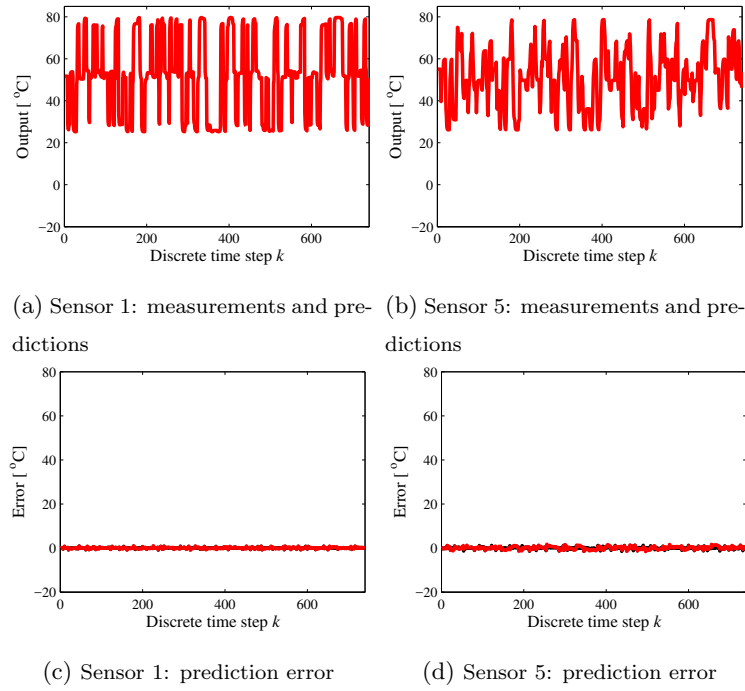 80
60
40
20
0
−20
Output [ °C]
0 200 400 600
Discrete time step k
80
60
40
20
0
−20
Output [ °C]
0 200 400 600
Discrete time step k
(a) Sensor 1: measurements and pre-
dictions
(b) Sensor 5: measurements and pre-
dictions
80
60
40
20
0
−20
Error [ °C]
0 200 400 600
Discrete time step k
80
60
40
20
0
−20
Error [ °C]
0 200 400 600
Discrete time step k
(c) Sensor 1: prediction error
(d) Sensor 5: prediction error